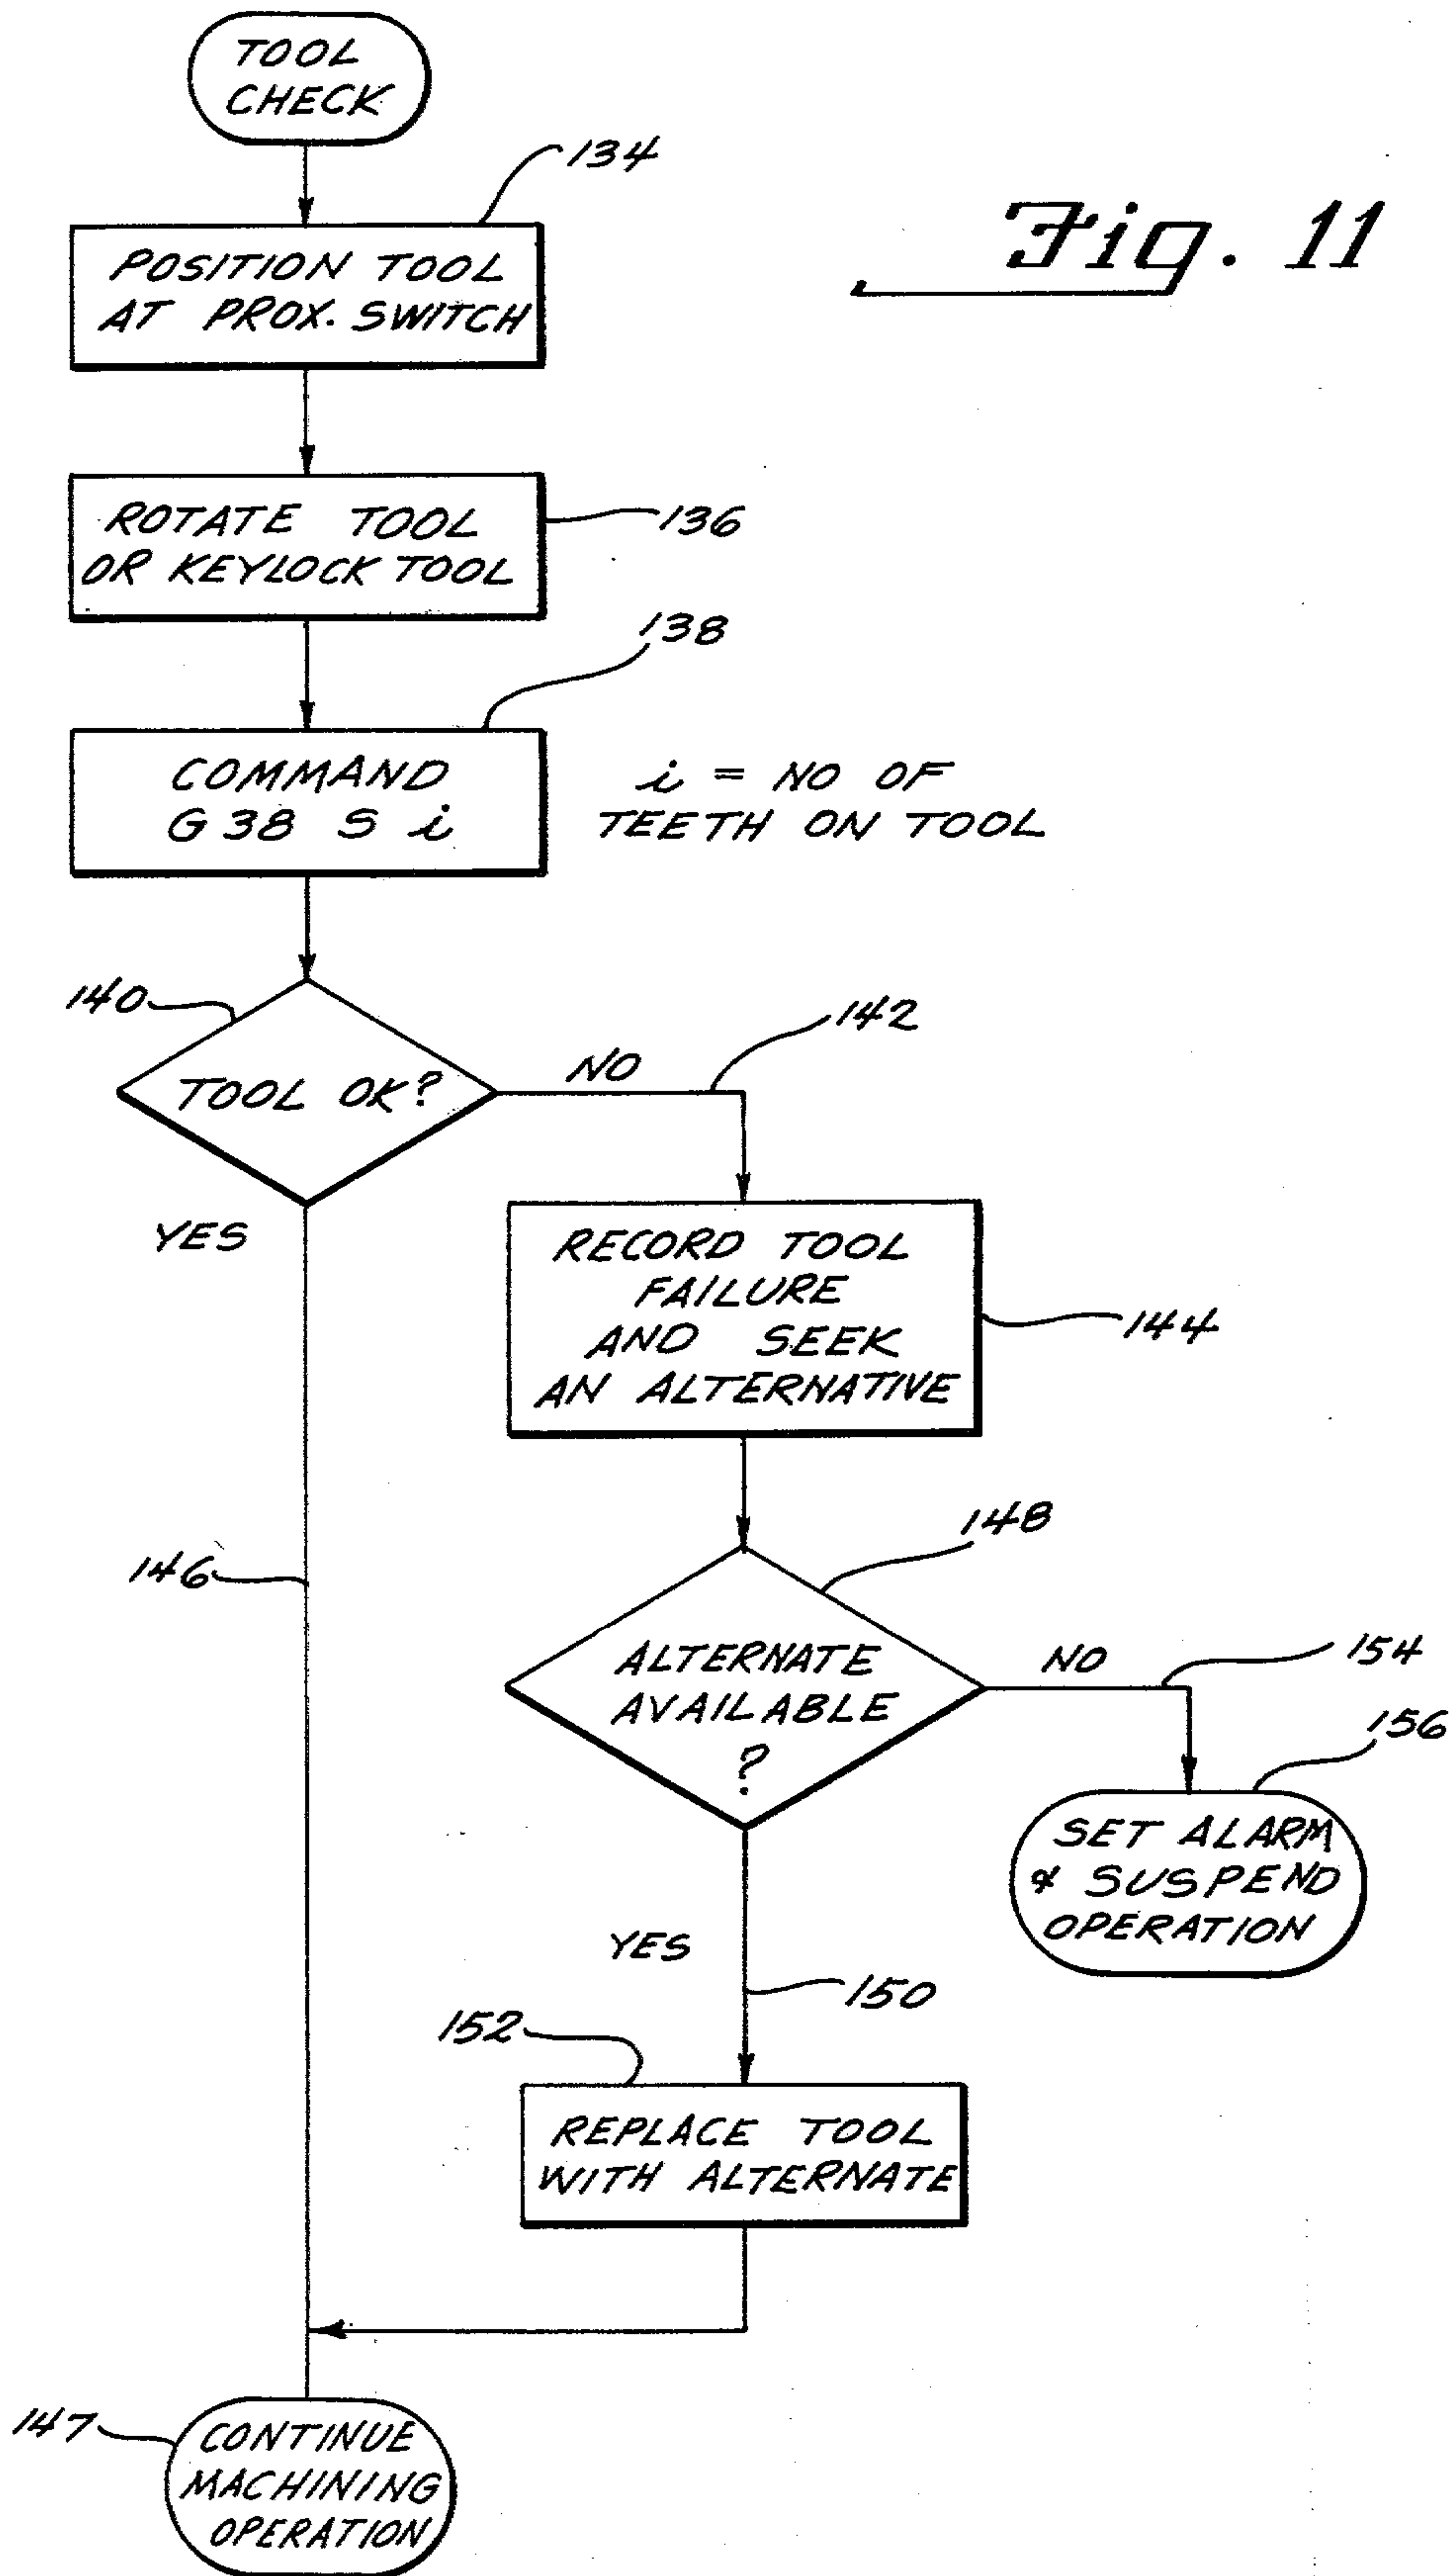 TOOL
CHECK
134
Fig. 11
POSITION TOOL
AT PROX. SWITCH
ROTATE TOOL
OR KEYLOCK TOOL
136
138
COMMAND
G38 S i
i = NO OF
TEETH ON TOOL
140
TOOL OK?
NO
142
YES
RECORD TOOL
FAILURE
AND SEEK
AN ALTERNATIVE
144
146
148
ALTERNATE
AVAILABLE
?
NO
154
156
SET ALARM
& SUSPEND
OPERATION
YES
150
152
REPLACE TOOL
WITH ALTERNATE
147
CONTINUE
MACHINING
OPERATION